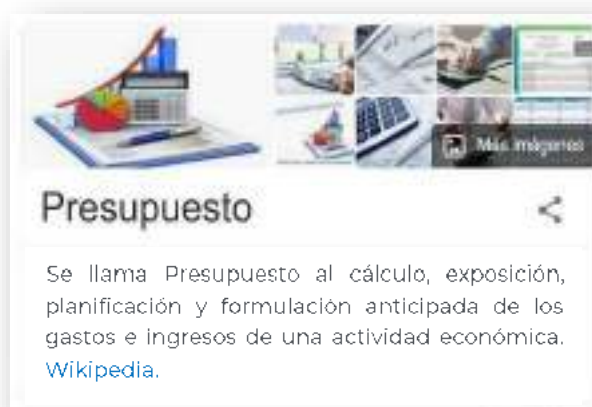 Más imágenes
Presupuesto
Se llama Presupuesto al cálculo, exposición,
planificación y formulación anticipada de los
gastos e ingresos de una actividad económica.
Wikipedia.